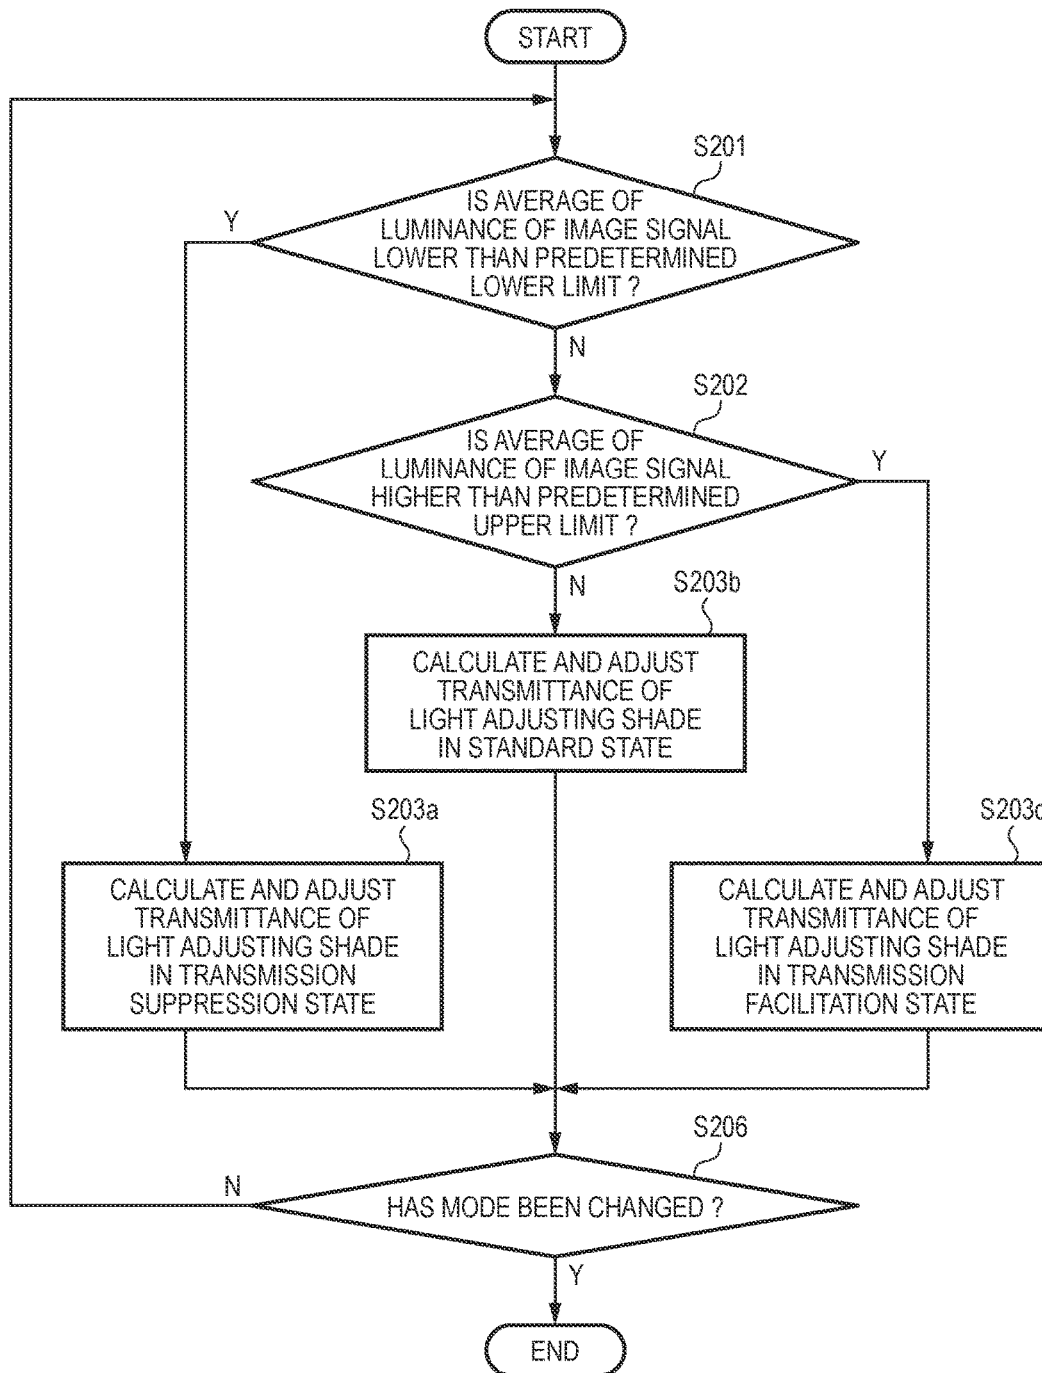 START
S201
IS AVERAGE OF
LUMINANCE OF IMAGE SIGNAL
LOWER THAN PREDETERMINED
LOWER LIMIT ?
Y
N
S202
IS AVERAGE OF
LUMINANCE OF IMAGE SIGNAL
HIGHER THAN PREDETERMINED
UPPER LIMIT ?
Y
N
S203b
CALCULATE AND ADJUST
TRANSMITTANCE OF
LIGHT ADJUSTING SHADE
IN STANDARD STATE
S203a
CALCULATE AND ADJUST
TRANSMITTANCE OF
LIGHT ADJUSTING SHADE
IN TRANSMISSION
SUPPRESSION STATE
S203c
CALCULATE AND ADJUST
TRANSMITTANCE OF
LIGHT ADJUSTING SHADE
IN TRANSMISSION
FACILITATION STATE
S206
HAS MODE BEEN CHANGED ?
N
Y
END